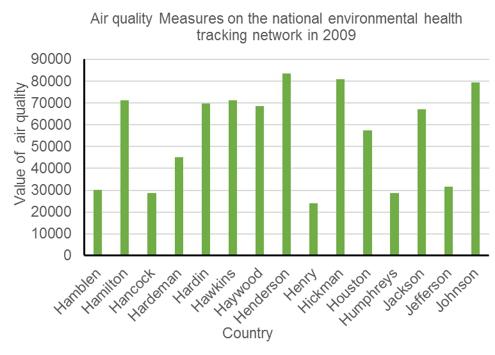 Air quality Measures on the national environmental health
tracking network in 2009
Value of air quality
90000
80000
70000
60000
50000
40000
30000
20000
10000
0
Hamblen
Hamilton
Hancock
Hardeman
Hardin
Hawkins
Haywood
Henderson
Henry
Hickman
Houston
Humphreys
Jackson
Jefferson
Johnson
Country